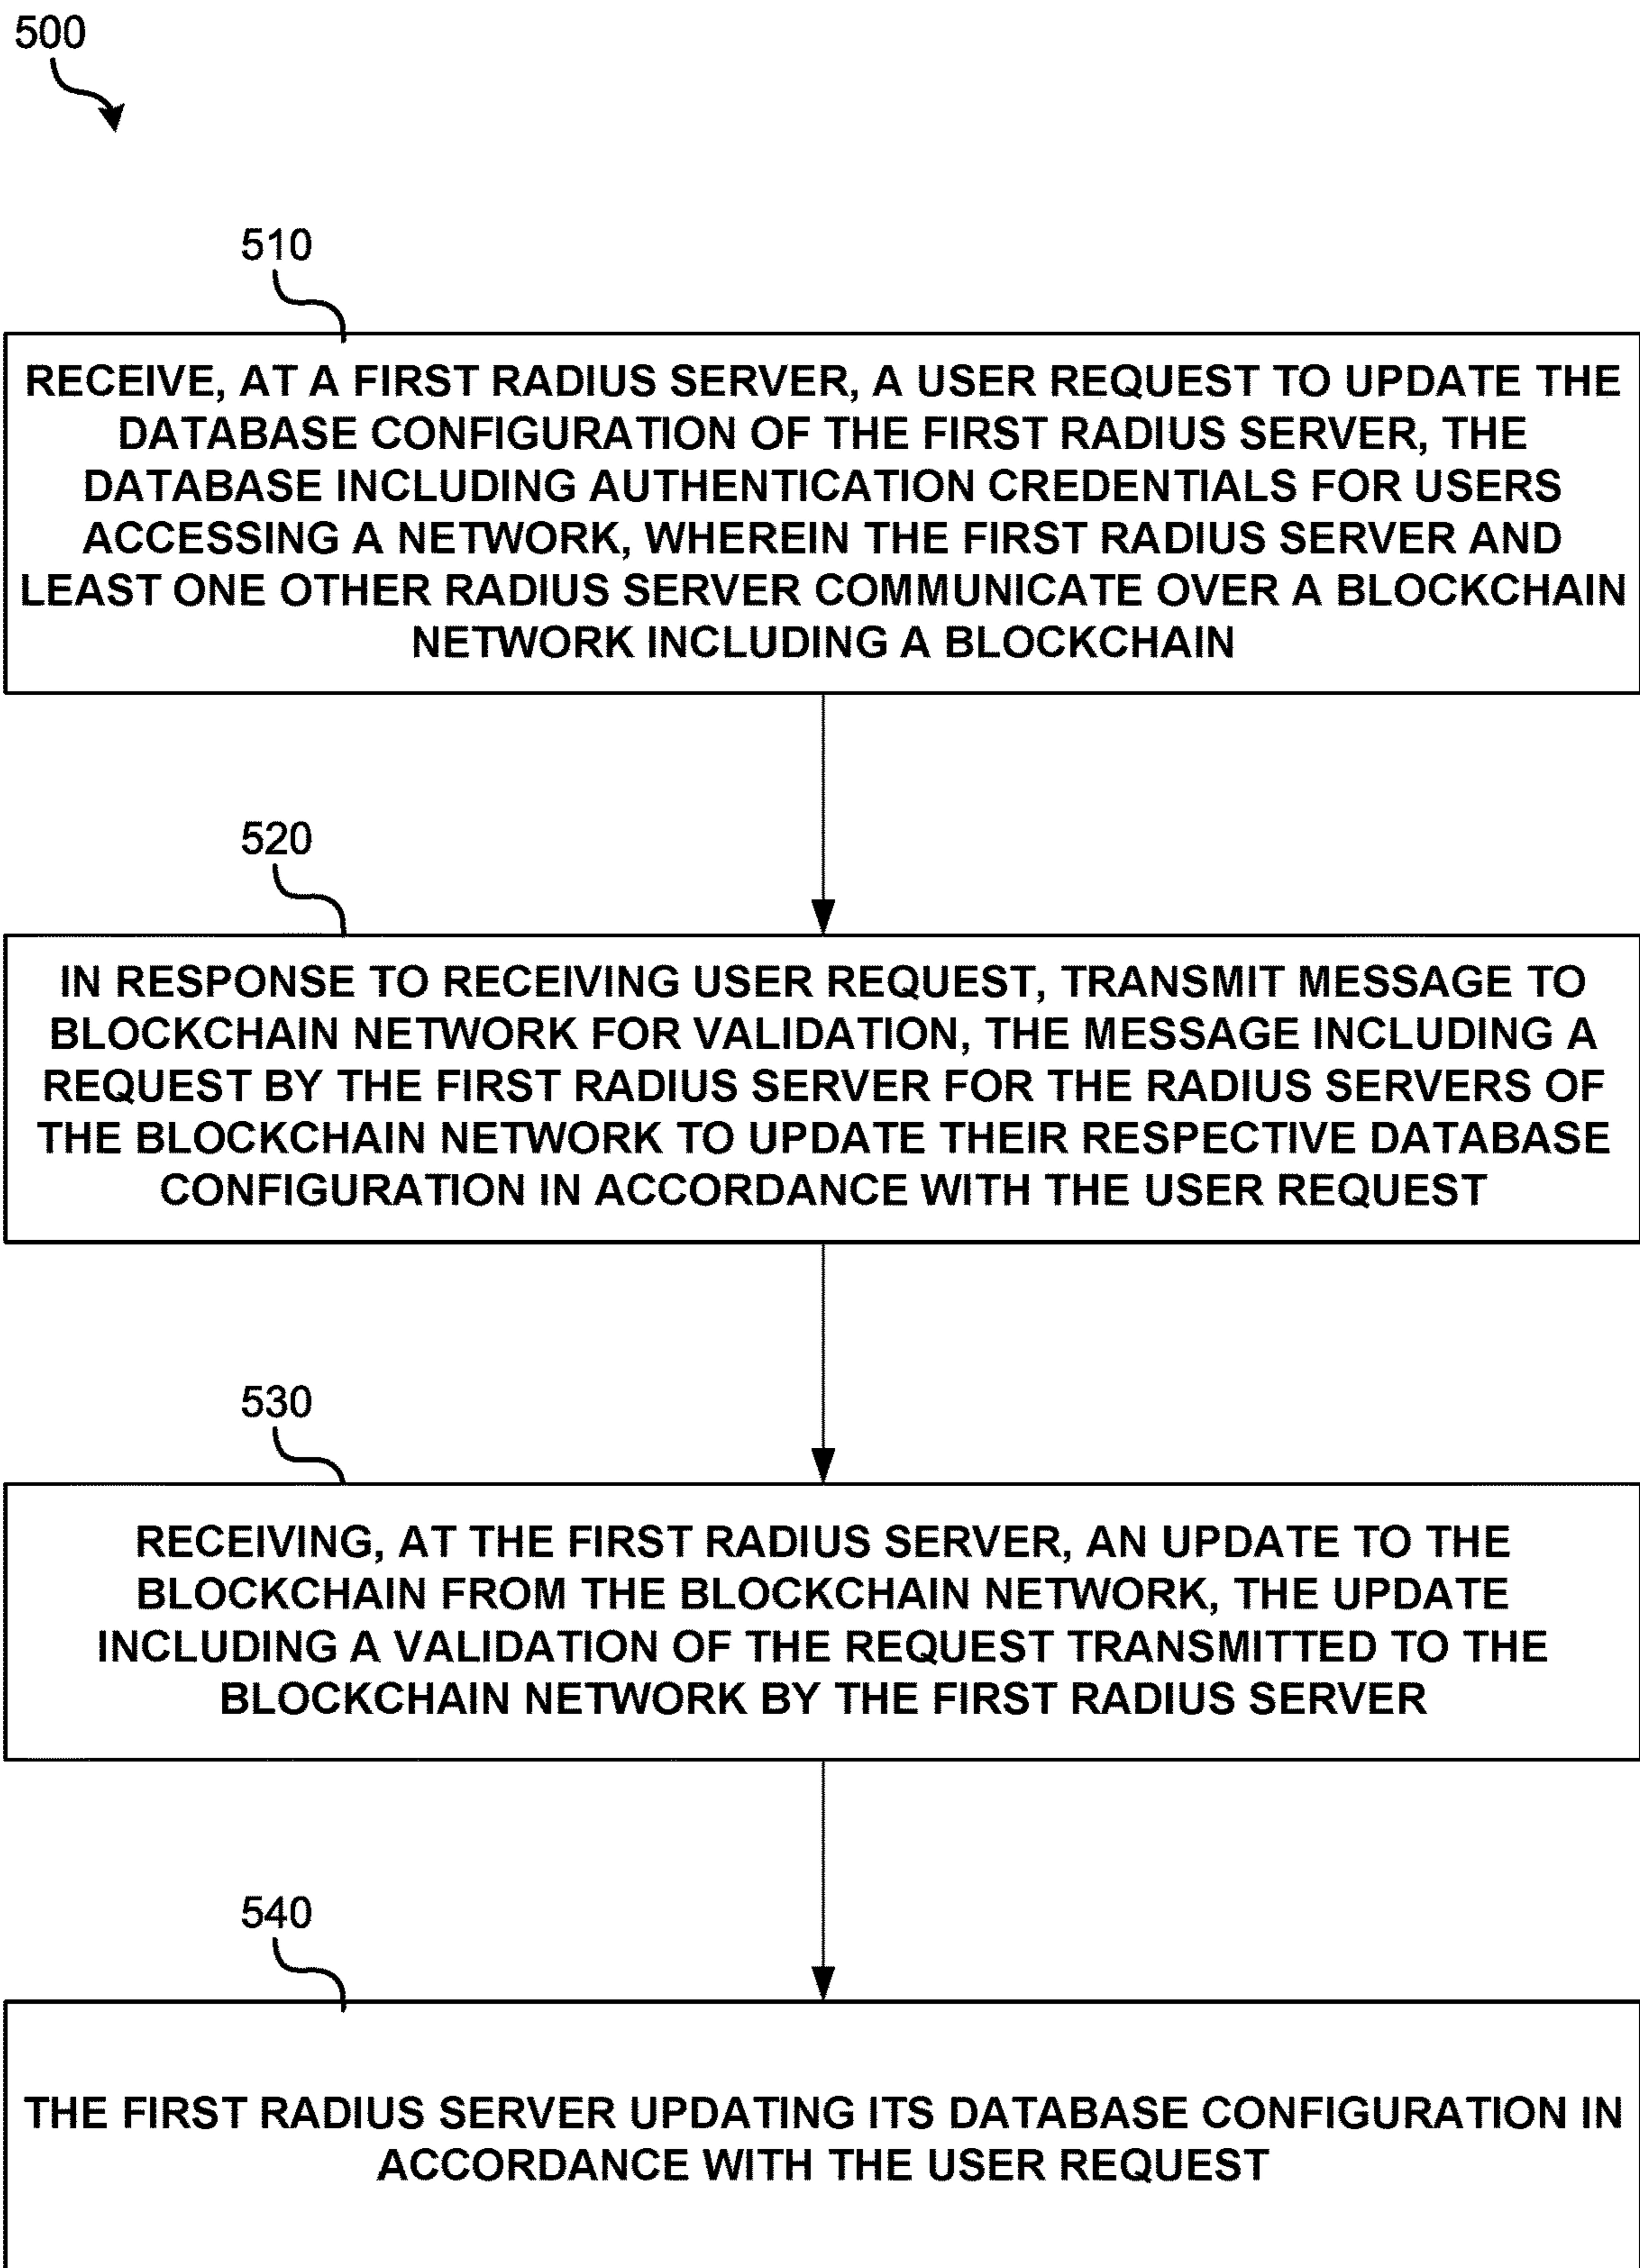 500
510
RECEIVE, AT A FIRST RADIUS SERVER, A USER REQUEST TO UPDATE THE
DATABASE CONFIGURATION OF THE FIRST RADIUS SERVER, THE
DATABASE INCLUDING AUTHENTICATION CREDENTIALS FOR USERS
ACCESSING A NETWORK, WHEREIN THE FIRST RADIUS SERVER AND
LEAST ONE OTHER RADIUS SERVER COMMUNICATE OVER A BLOCKCHAIN
NETWORK INCLUDING A BLOCKCHAIN
520
IN RESPONSE TO RECEIVING USER REQUEST, TRANSMIT MESSAGE TO
BLOCKCHAIN NETWORK FOR VALIDATION, THE MESSAGE INCLUDING A
REQUEST BY THE FIRST RADIUS SERVER FOR THE RADIUS SERVERS OF
THE BLOCKCHAIN NETWORK TO UPDATE THEIR RESPECTIVE DATABASE
CONFIGURATION IN ACCORDANCE WITH THE USER REQUEST
530
RECEIVING, AT THE FIRST RADIUS SERVER, AN UPDATE TO THE
BLOCKCHAIN FROM THE BLOCKCHAIN NETWORK, THE UPDATE
INCLUDING A VALIDATION OF THE REQUEST TRANSMITTED TO THE
BLOCKCHAIN NETWORK BY THE FIRST RADIUS SERVER
540
THE FIRST RADIUS SERVER UPDATING ITS DATABASE CONFIGURATION IN
ACCORDANCE WITH THE USER REQUEST